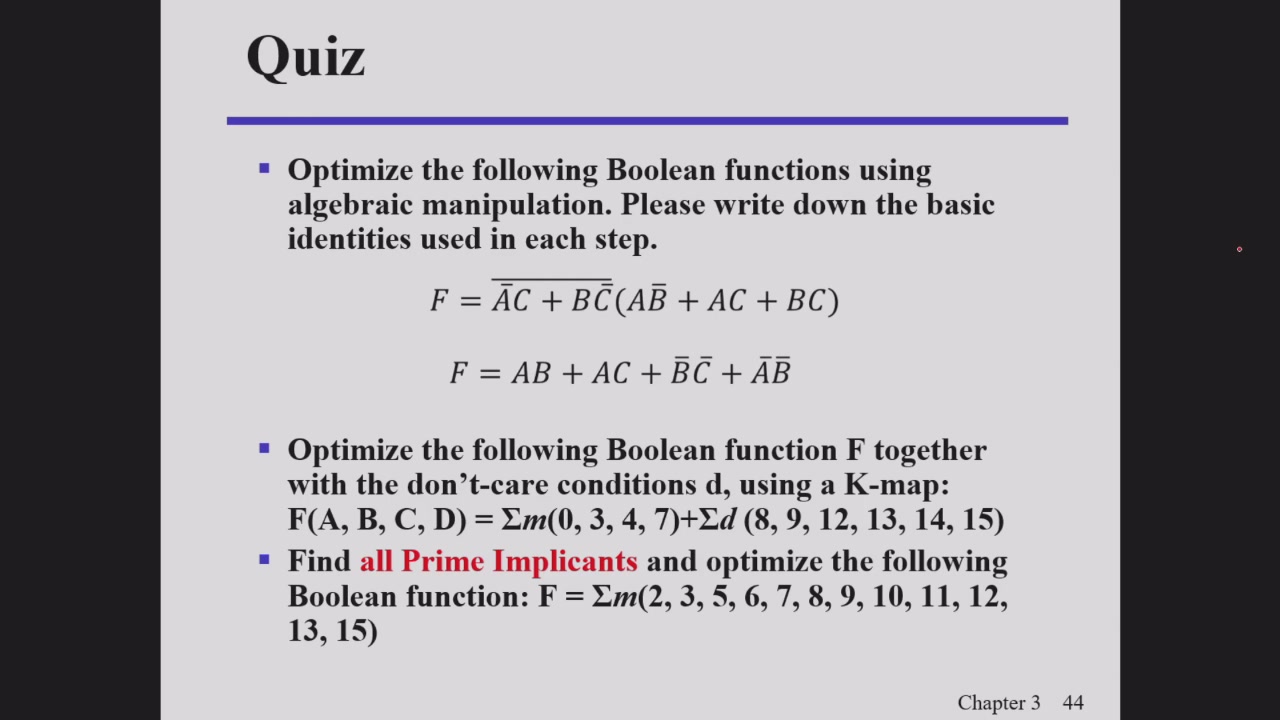 Quiz
Optimize the following Boolean functions using
algebraic manipulation. Please write down the basic
identities used in each step.
F = \overline{\bar{A}C + B\bar{C}}(A\bar{B} + AC + BC)
F = AB + AC + \bar{B}\bar{C} + \bar{A}\bar{B}
Optimize the following Boolean function F together
with the don’t-care conditions d, using a K-map:
F(A, B, C, D) = Σm(0, 3, 4, 7)+Σd (8, 9, 12, 13, 14, 15)
Find all Prime Implicants and optimize the following
Boolean function: F = Σm(2, 3, 5, 6, 7, 8, 9, 10, 11, 12,
13, 15)
Chapter 3 44